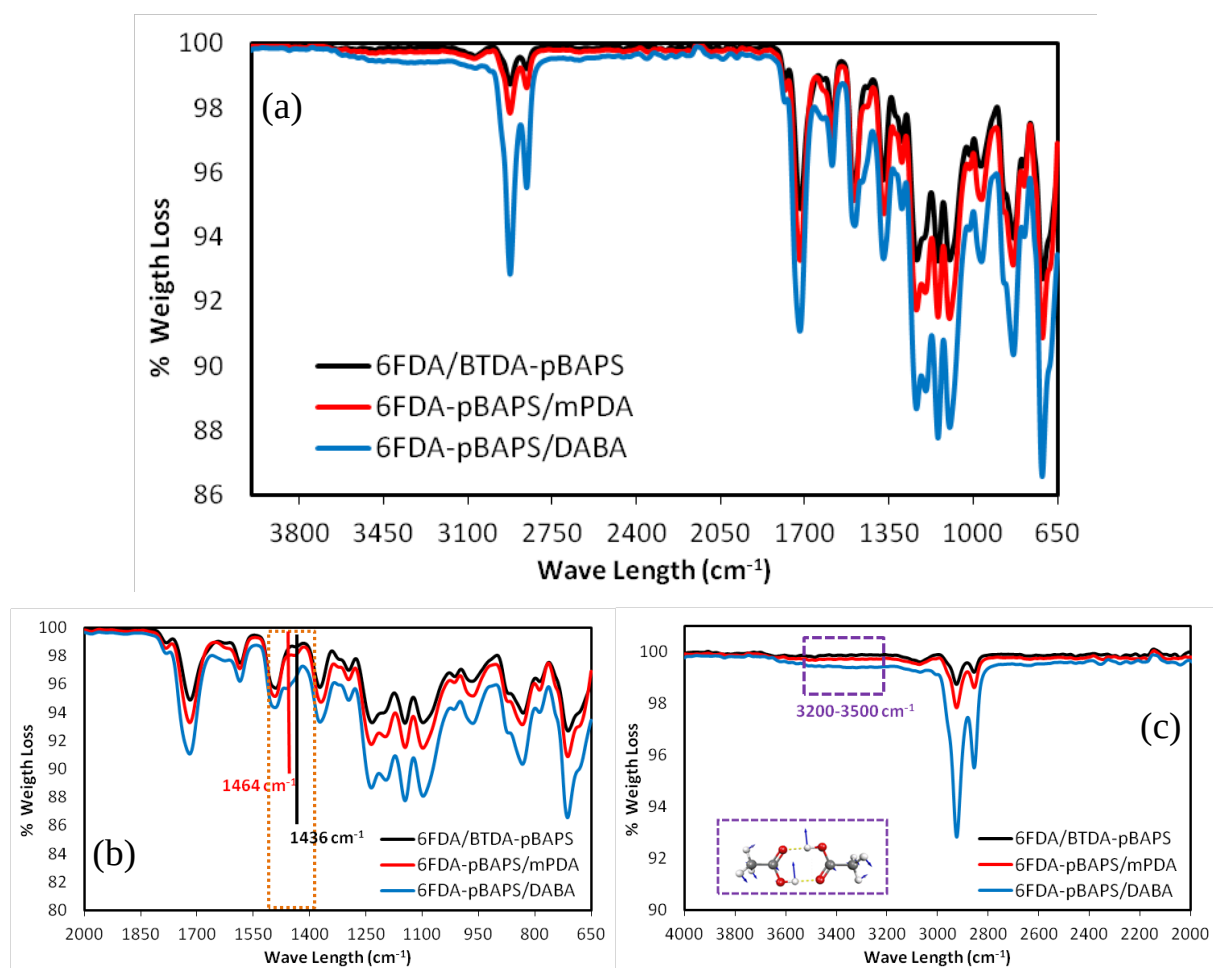 100
98
96
94
92
90
88
86
% Weigth Loss
(a)
6FDA/BTDA-pBAPS
6FDA-pBAPS/mPDA
6FDA-pBAPS/DABA
3800 3450 3100 2750 2400 2050 1700 1350 1000 650
Wave Length (cm-1)
100
98
96
94
92
90
88
86
84
82
80
% Weigth Loss
1464 cm-1
1436 cm-1
(b)
6FDA/BTDA-pBAPS
6FDA-pBAPS/mPDA
6FDA-pBAPS/DABA
2000 1850 1700 1550 1400 1250 1100 950 800 650
Wave Length (cm-1)
100
98
96
94
92
90
% Weigth Loss
3200-3500 cm-1
(c)
6FDA/BTDA-pBAPS
6FDA-pBAPS/mPDA
6FDA-pBAPS/DABA
4000 3800 3600 3400 3200 3000 2800 2600 2400 2200 2000
Wave Length (cm-1)